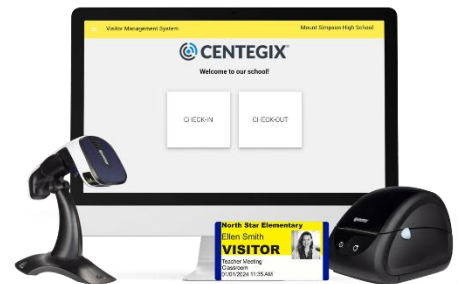 Visitor Management System
Mount Simpson High School
CENTEGIX
Welcome to our school!
CHECK-IN
CHECK-OUT
North Star Elementary
Ellen Smith
VISITOR
Teacher Meeting
Classroom
01/01/2024 11:35 AM